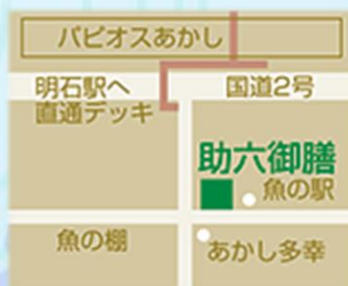 パピオスあかし
明石駅へ
直通デッキ
国道2号
助六御膳
魚の駅
魚の棚
あかし多幸